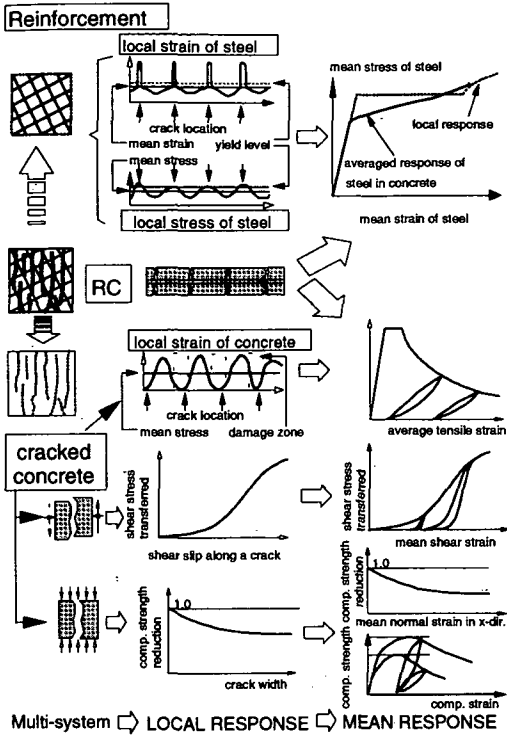 Reinforcement
local strain of steel
crack location
mean strain
yield level
mean stress
local stress of steel
mean stress of steel
local response
averaged response of
steel in concrete
mean strain of steel
RC
local strain of concrete
crack location
mean stress
damage zone
average tensile strain
cracked
concrete
shear stress
transferred
shear slip along a crack
shear stress
transferred
mean shear strain
comp. strength
reduction
1.0
crack width
comp. strength
reduction
1.0
mean normal strain in x-dir.
comp. strength
comp. strain
Multi-system
LOCAL RESPONSE
MEAN RESPONSE